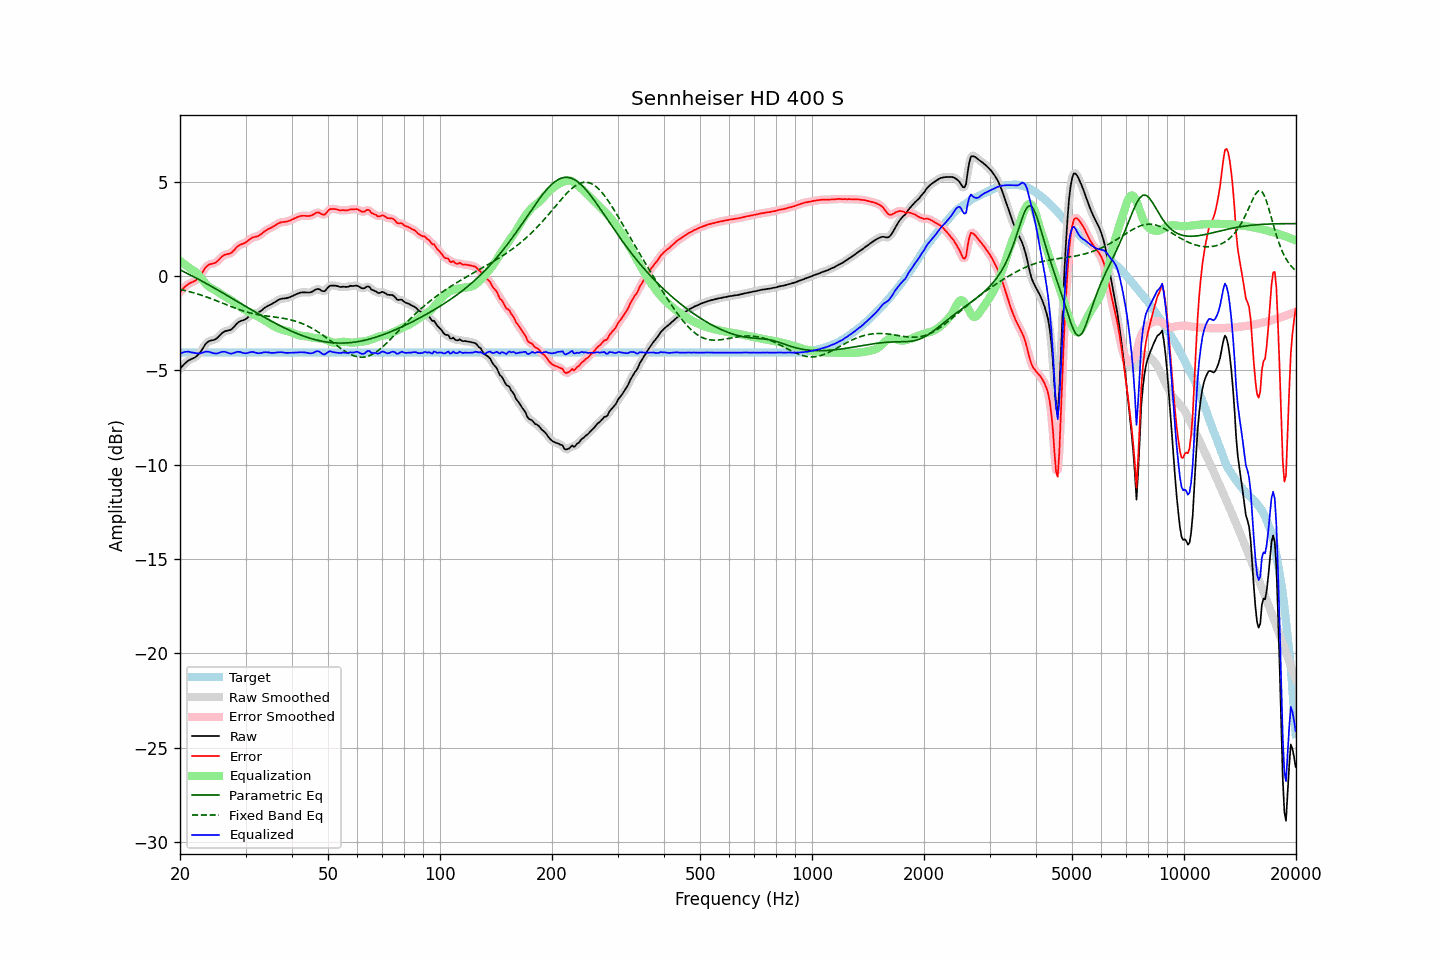 Sennheiser HD 400 S
Amplitude (dBr)
5
0
−5
−10
−15
−20
−25
−30
Target
Raw Smoothed
Error Smoothed
Raw
Error
Equalization
Parametric Eq
Fixed Band Eq
Equalized
20 50 100 200 500 1000 2000 5000 10000 20000
Frequency (Hz)